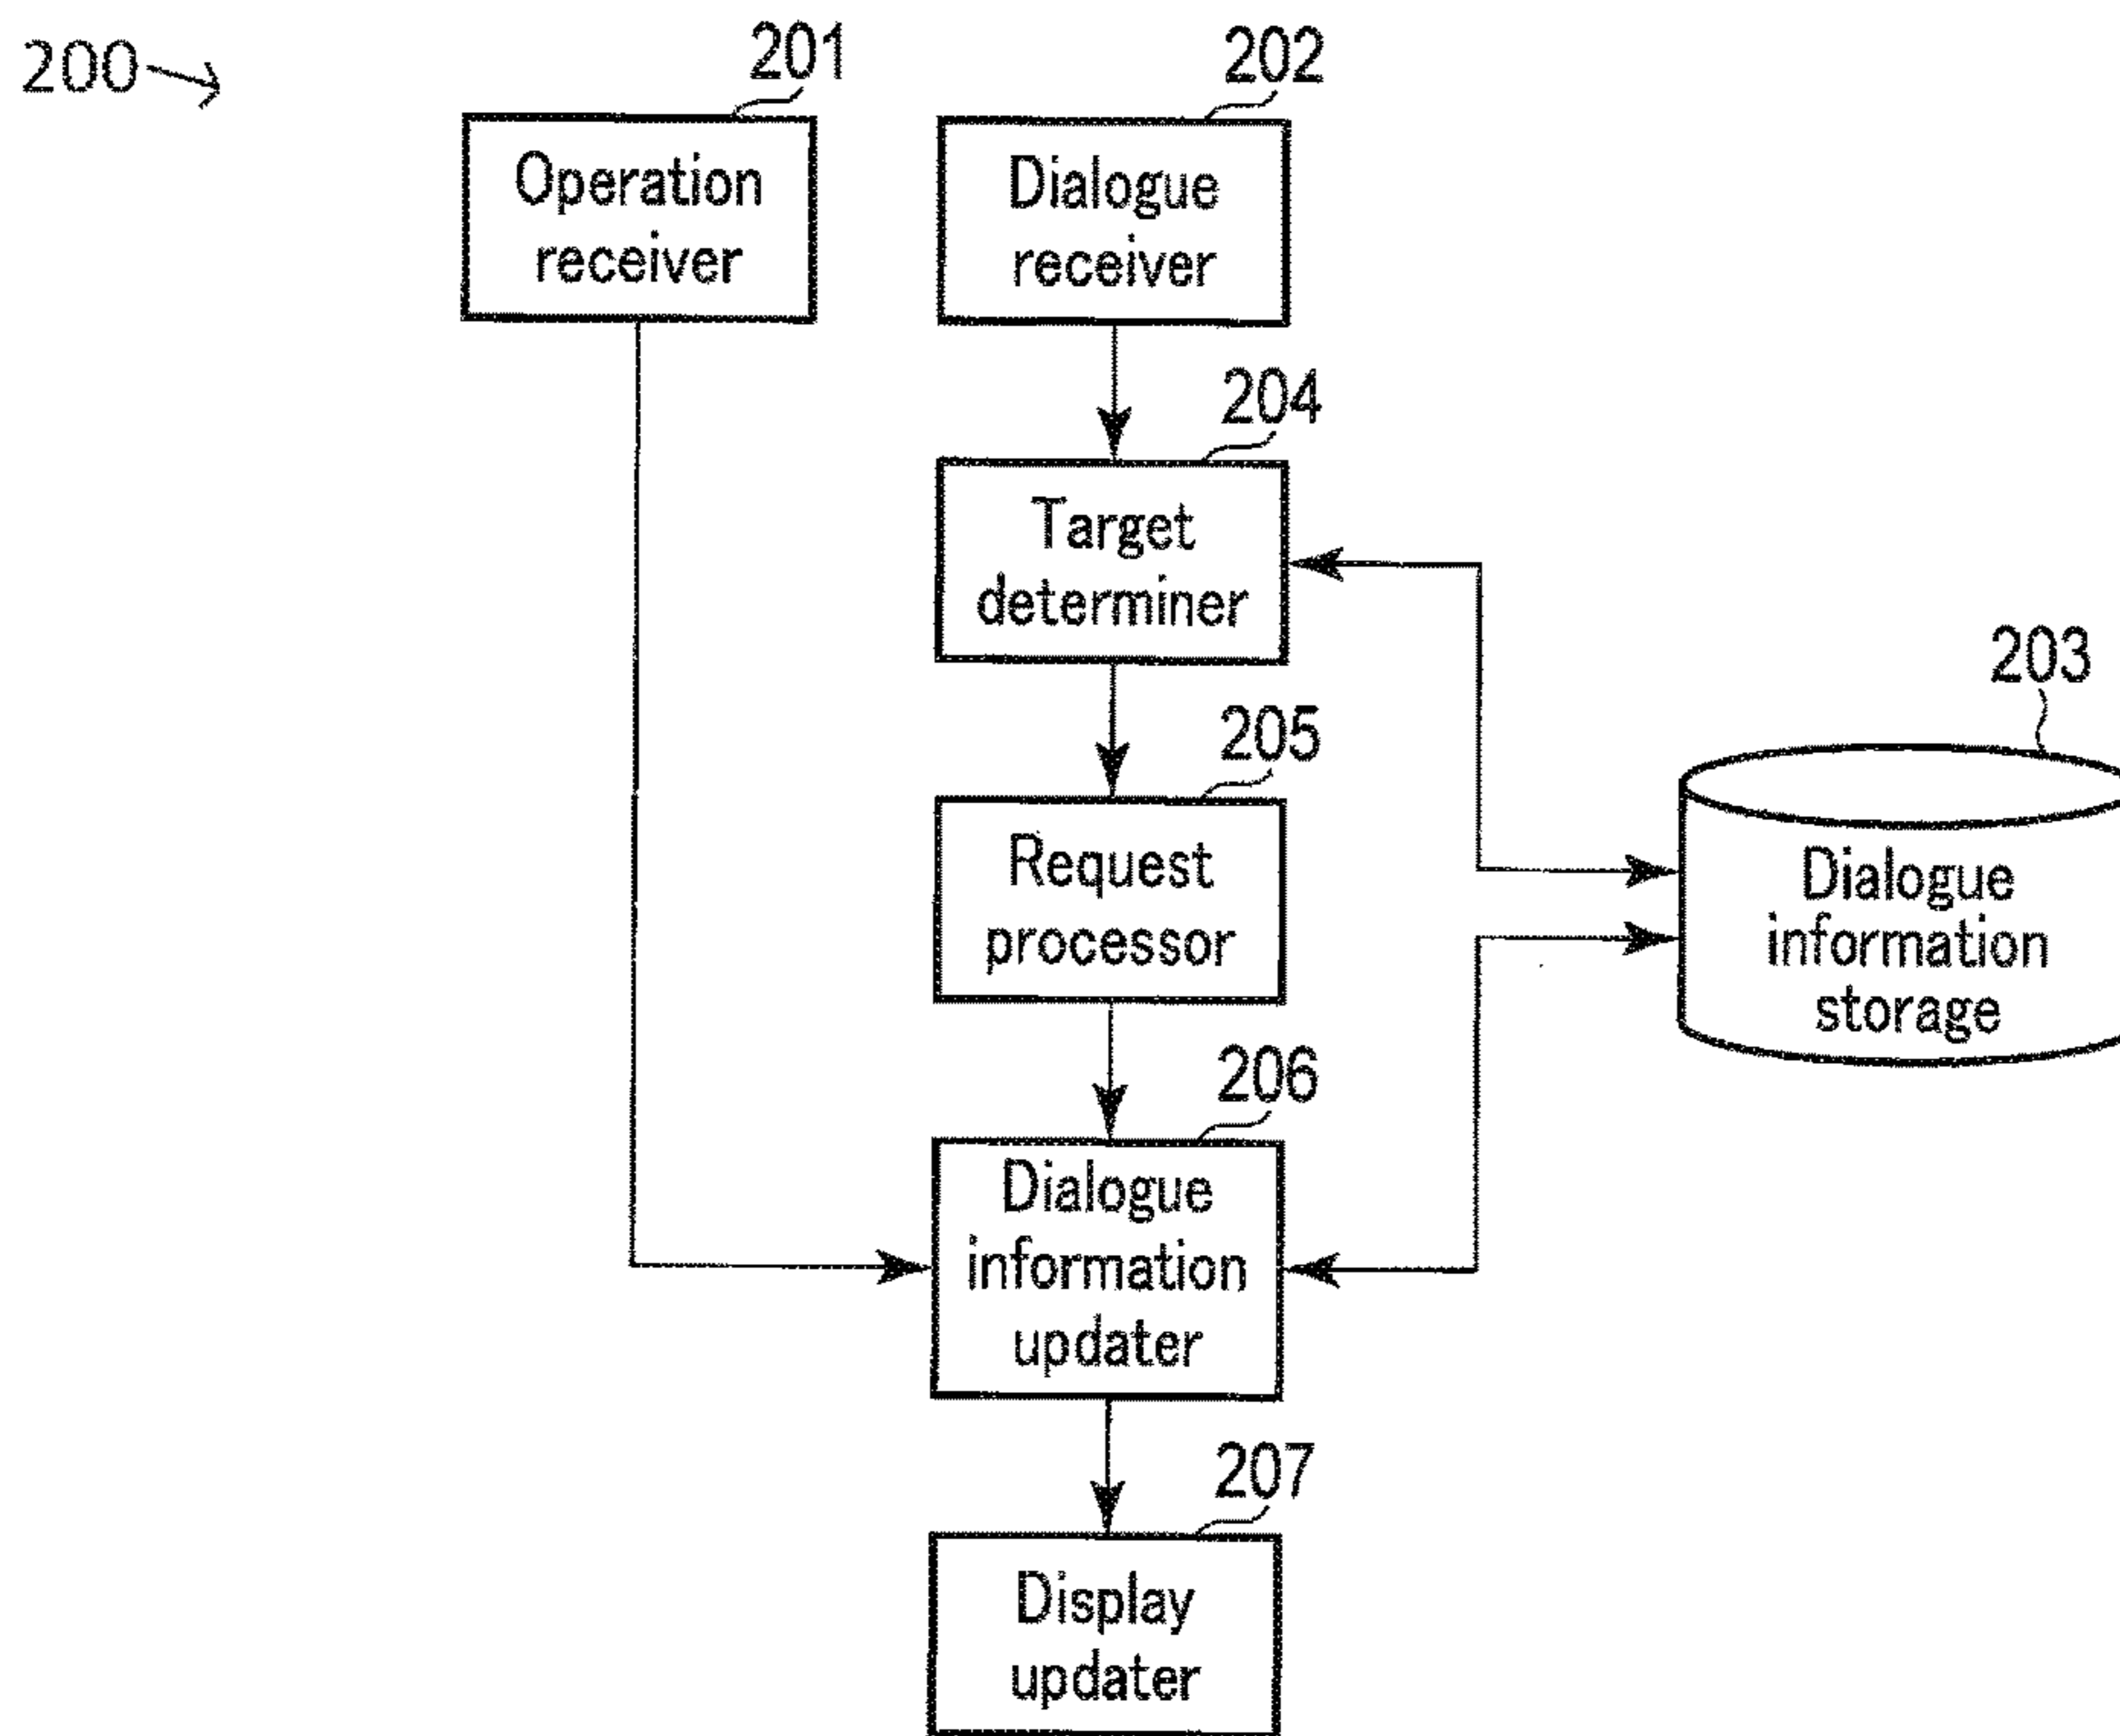 200
201
Operation
receiver
202
Dialogue
receiver
204
Target
determiner
203
Dialogue
information
storage
205
Request
processor
206
Dialogue
information
updater
207
Display
updater